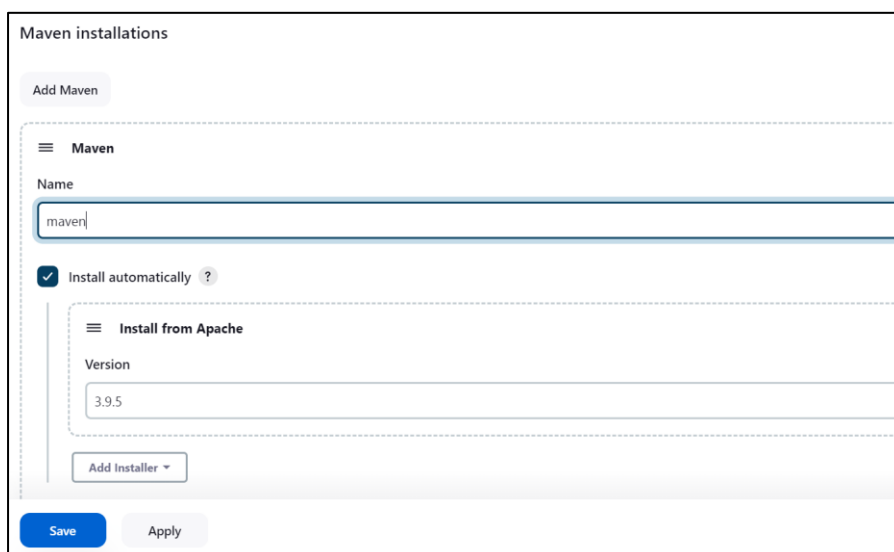 Maven installations
Add Maven
Maven
Name
maven
Install automatically ?
Install from Apache
Version
3.9.5
Add Installer
Save Apply